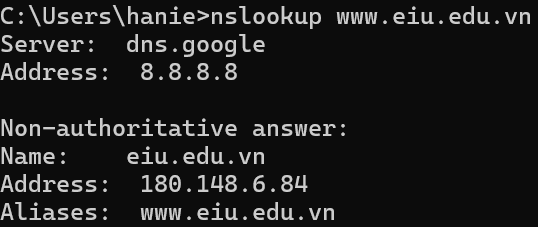 C:\Users\hanie>nslookup www.eiu.edu.vn
Server:  dns.google
Address:  8.8.8.8

Non-authoritative answer:
Name:    eiu.edu.vn
Address:  180.148.6.84
Aliases:  www.eiu.edu.vn